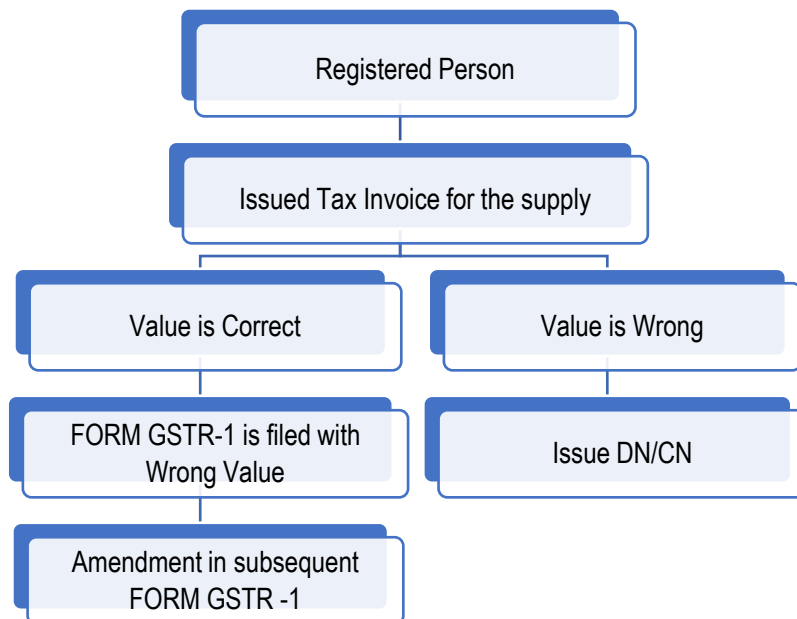 Registered Person
Issued Tax Invoice for the supply
Value is Correct
Value is Wrong
FORM GSTR-1 is filed with
Wrong Value
Issue DN/CN
Amendment in subsequent
FORM GSTR -1